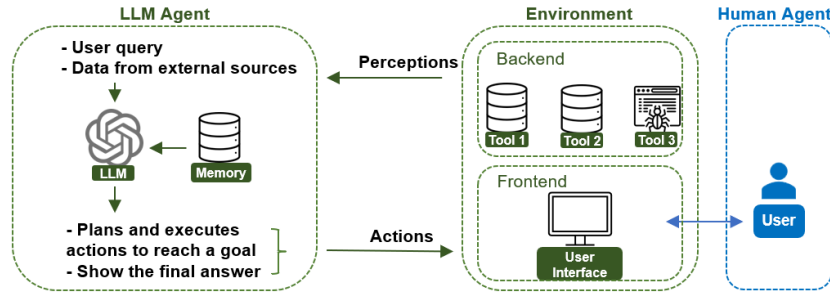 LLM Agent
- User query
- Data from external sources
LLM
Memory
- Plans and executes
actions to reach a goal
- Show the final answer
Perceptions
Actions
Environment
Backend
Tool 1
Tool 2
Tool 3
Frontend
User
Interface
Human Agent
User